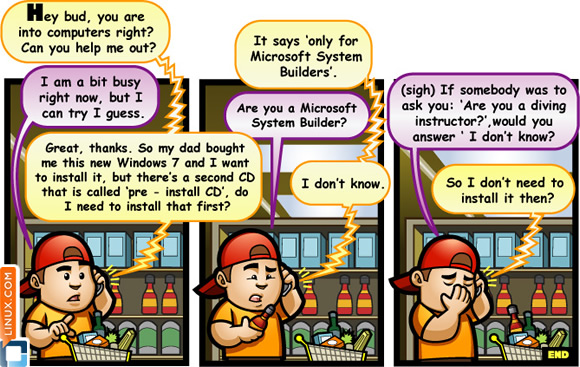 Hey bud, you are
into computers right?
Can you help me out?
I am a bit busy
right now, but I
can try I guess.
Great, thanks. So my dad bought
me this new Windows 7 and I want
to install it, but there's a second CD
that is called 'pre - install CD', do
I need to install that first?
It says 'only for
Microsoft System
Builders'.
Are you a Microsoft
System Builder?
I don't know.
(sigh) If somebody was to
ask you: 'Are you a diving
instructor?',would you
answer ' I don't know?
So I don't need to
install it then?
LINUX.COM
END